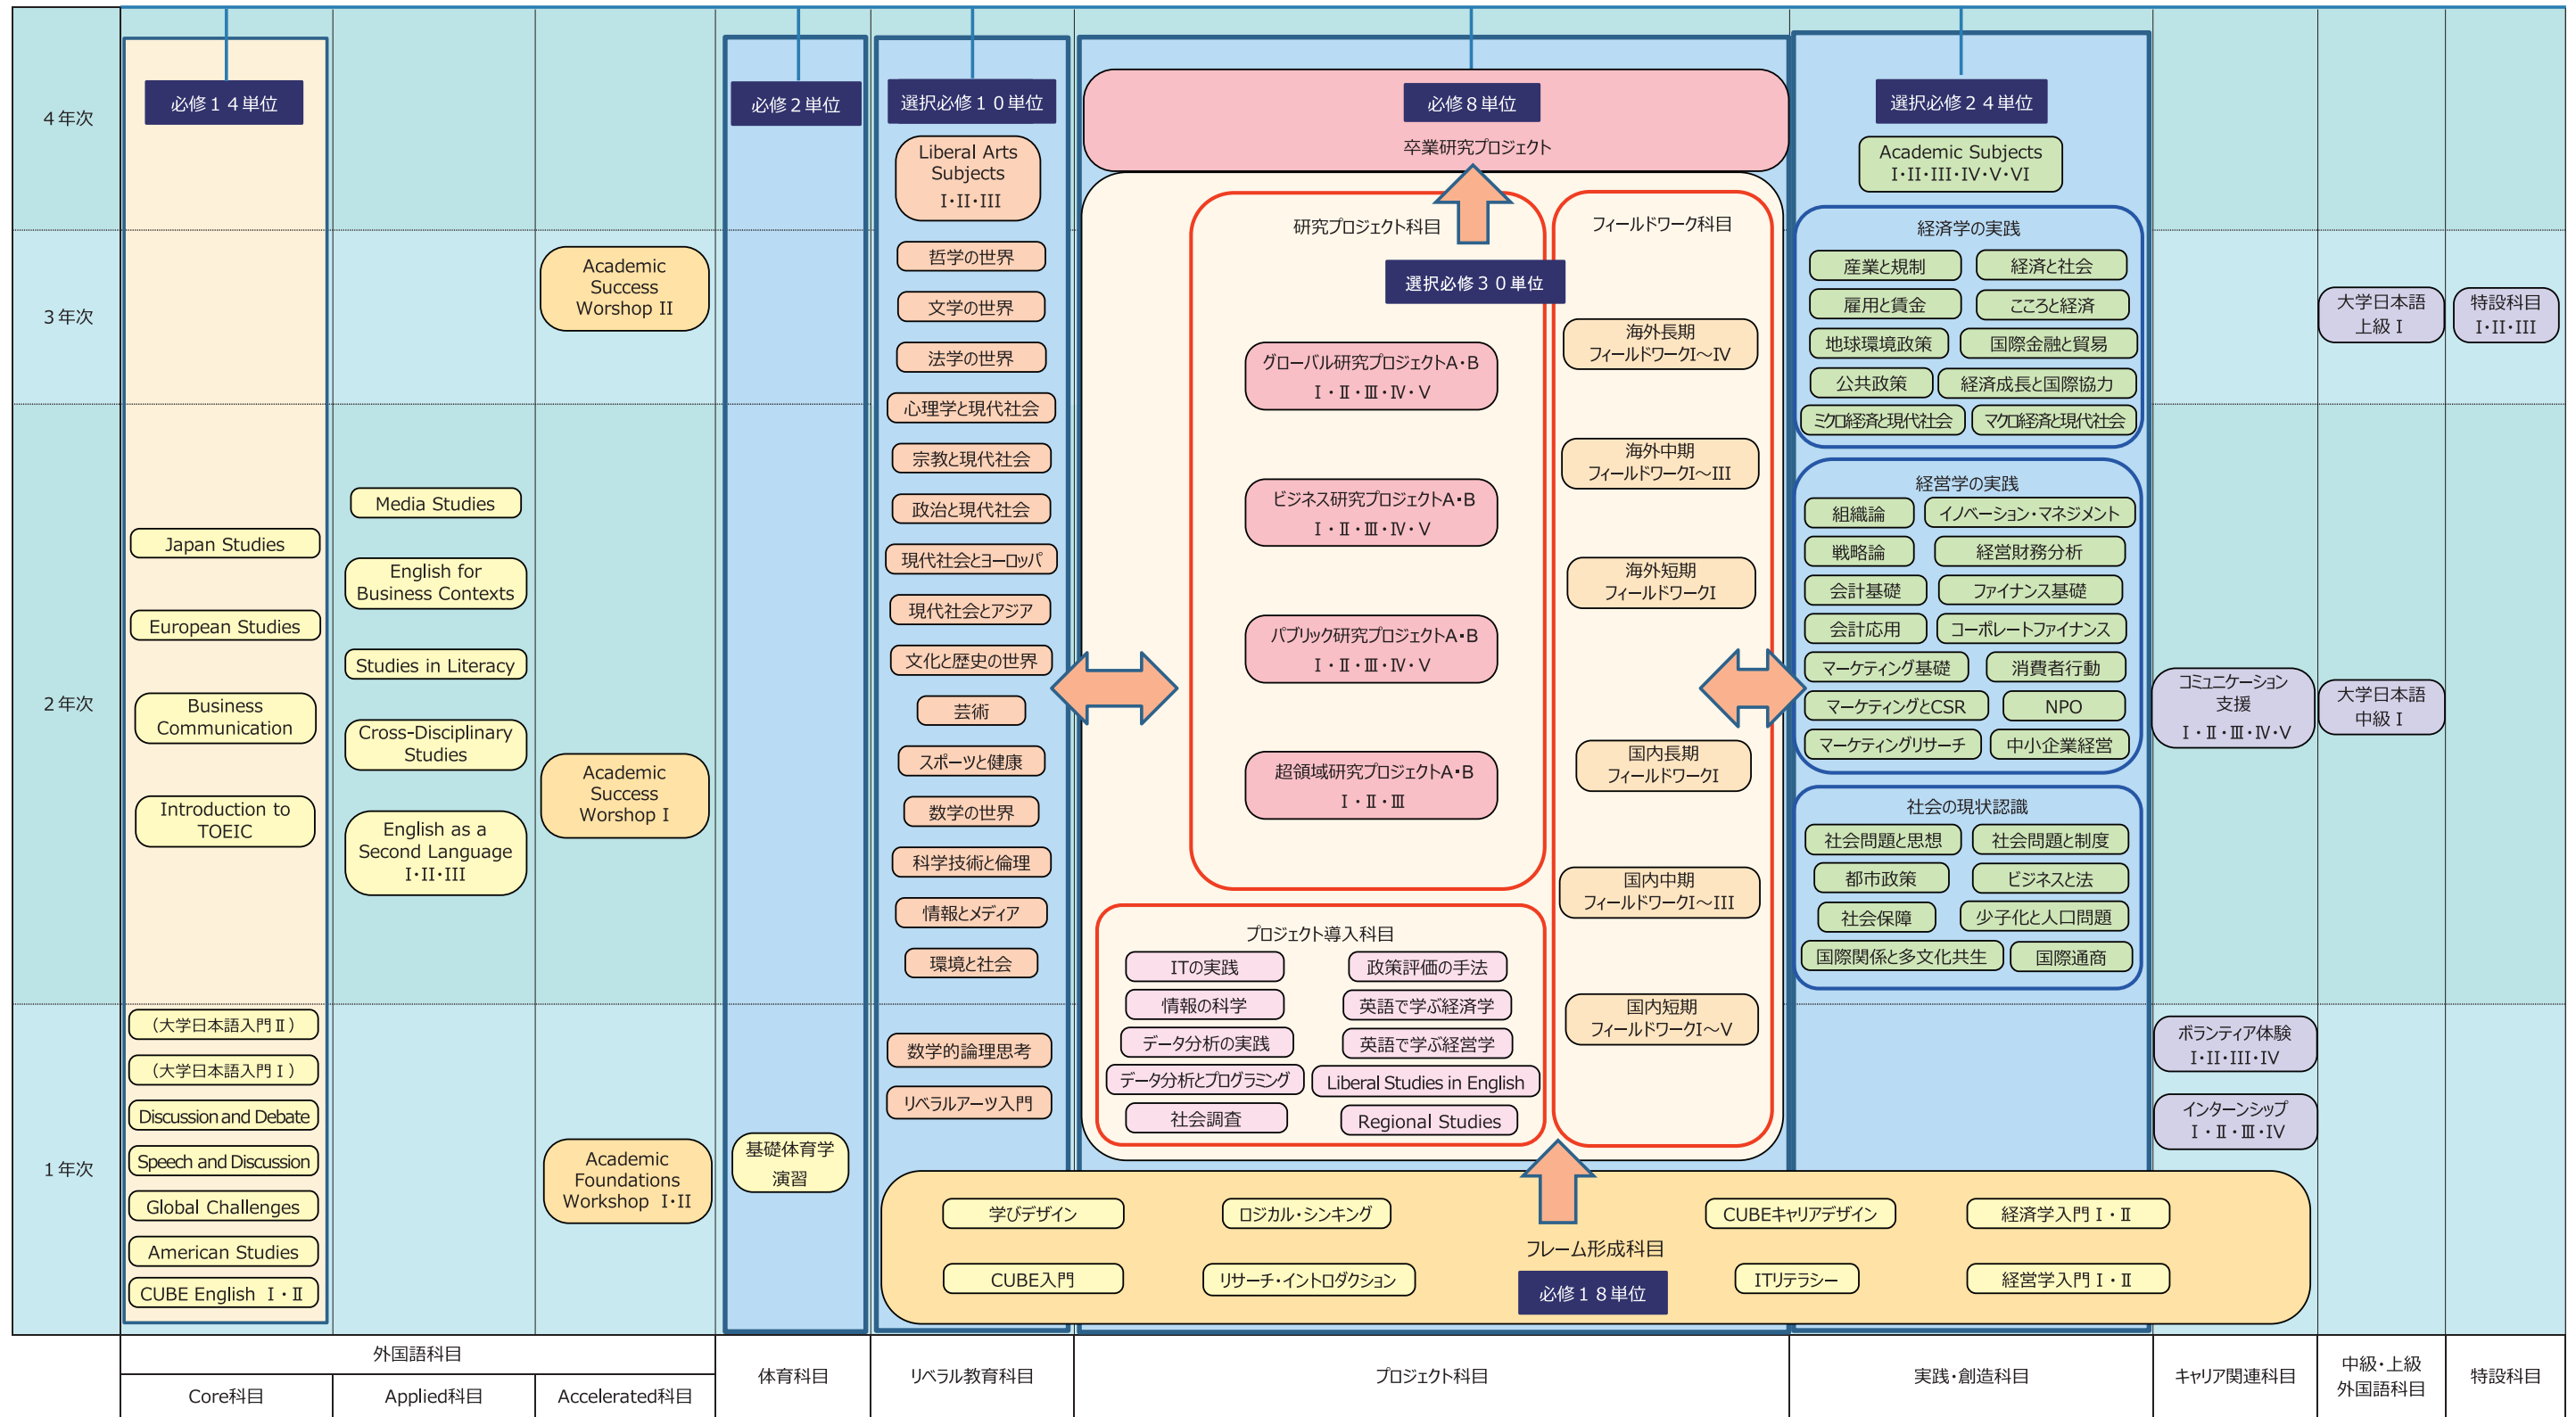 4年次
3年次
2年次
1年次
必修14単位
Japan Studies
European Studies
Business
Communication
Introduction to
TOEIC
（大学日本語入門Ⅱ）
（大学日本語入門Ⅰ）
Discussion and Debate
Speech and Discussion
Global Challenges
American Studies
CUBE English Ⅰ・Ⅱ
Media Studies
English for
Business Contexts
Studies in Literacy
Cross-Disciplinary
Studies
English as a
Second Language
I・II・III
Academic
Success
Worshop II
Academic
Success
Worshop I
Academic
Foundations
Workshop I・II
必修2単位
基礎体育学
演習
選択必修10単位
Liberal Arts
Subjects
I・II・III
哲学の世界
文学の世界
法学の世界
心理学と現代社会
宗教と現代社会
政治と現代社会
現代社会とヨーロッパ
現代社会とアジア
文化と歴史の世界
芸術
スポーツと健康
数学の世界
科学技術と倫理
情報とメディア
環境と社会
数学的論理思考
リベラルアーツ入門
必修8単位
卒業研究プロジェクト
研究プロジェクト科目
選択必修30単位
グローバル研究プロジェクトA・B
Ⅰ・Ⅱ・Ⅲ・Ⅳ・Ⅴ
ビジネス研究プロジェクトA・B
Ⅰ・Ⅱ・Ⅲ・Ⅳ・Ⅴ
パブリック研究プロジェクトA・B
Ⅰ・Ⅱ・Ⅲ・Ⅳ・Ⅴ
超領域研究プロジェクトA・B
Ⅰ・Ⅱ・Ⅲ
フィールドワーク科目
海外長期
フィールドワークI～IV
海外中期
フィールドワークI～III
海外短期
フィールドワークI
国内長期
フィールドワークI
国内中期
フィールドワークI～III
国内短期
フィールドワークI～V
プロジェクト導入科目
ITの実践
政策評価の手法
情報の科学
英語で学ぶ経済学
データ分析の実践
英語で学ぶ経営学
データ分析とプログラミング
Liberal Studies in English
社会調査
Regional Studies
学びデザイン
ロジカル・シンキング
CUBEキャリアデザイン
経済学入門Ⅰ・Ⅱ
フレーム形成科目
CUBE入門
リサーチ・イントロダクション
必修18単位
ITリテラシー
経営学入門Ⅰ・Ⅱ
選択必修24単位
Academic Subjects
I・II・III・IV・V・VI
経済学の実践
産業と規制
経済と社会
雇用と賃金
こころと経済
地球環境政策
国際金融と貿易
公共政策
経済成長と国際協力
ミクロ経済と現代社会
マクロ経済と現代社会
経営学の実践
組織論
イノベーション・マネジメント
戦略論
経営財務分析
会計基礎
ファイナンス基礎
会計応用
コーポレートファイナンス
マーケティング基礎
消費者行動
マーケティングとCSR
NPO
マーケティングリサーチ
中小企業経営
社会の現状認識
社会問題と思想
社会問題と制度
都市政策
ビジネスと法
社会保障
少子化と人口問題
国際関係と多文化共生
国際通商
コミュニケーション
支援
Ⅰ・Ⅱ・Ⅲ・Ⅳ・Ⅴ
ボランティア体験
I・II・III・IV
インターンシップ
Ⅰ・Ⅱ・Ⅲ・Ⅳ
大学日本語
上級Ⅰ
大学日本語
中級Ⅰ
特設科目
I・II・III
外国語科目
Core科目
Applied科目
Accelerated科目
体育科目
リベラル教育科目
プロジェクト科目
実践・創造科目
キャリア関連科目
中級・上級
外国語科目
特設科目